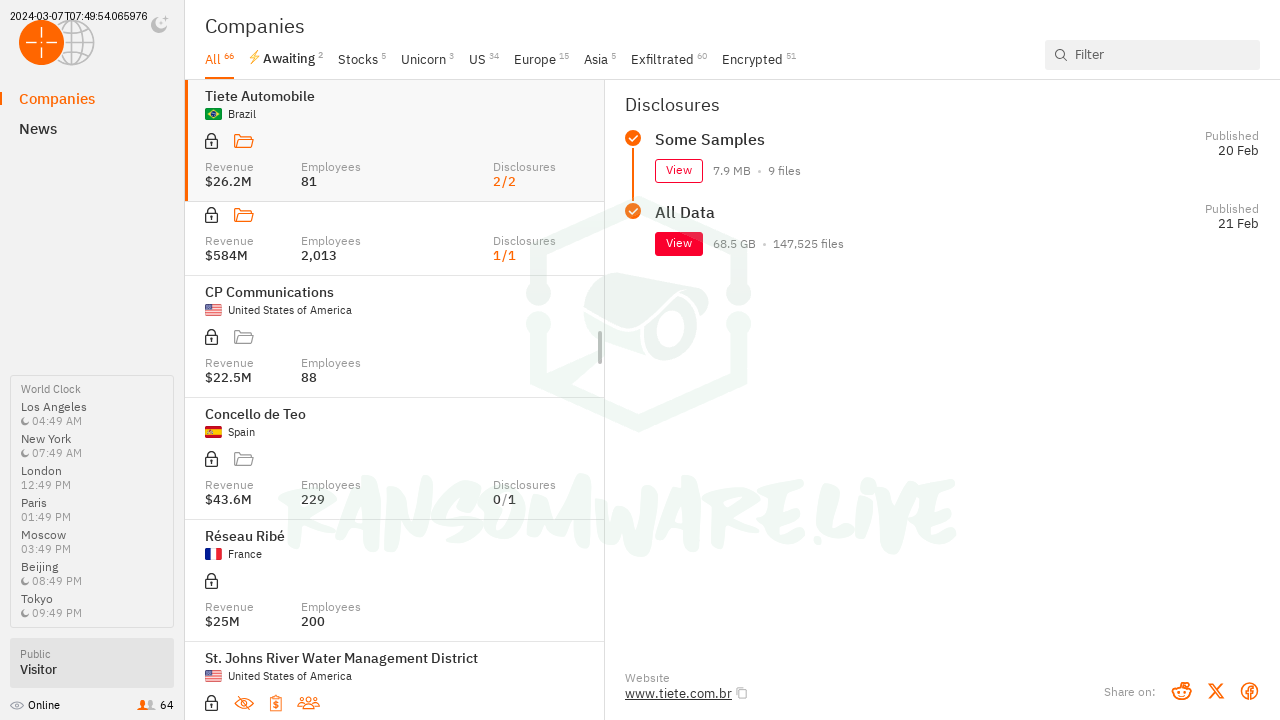 2024-03-07T07:49:54.065976
Companies
News
World Clock
Los Angeles
04:49 AM
New York
07:49 AM
London
12:49 PM
Paris
01:49 PM
Moscow
03:49 PM
Beijing
08:49 PM
Tokyo
09:49 PM
Public
Visitor
Online 64
Companies
All 66 Awaiting 2 Stocks 5 Unicorn 3 US 34 Europe 15 Asia 5 Exfiltrated 60 Encrypted 51
Filter
Tiete Automobile
Brazil
Revenue Employees Disclosures
$26.2M 81 2/2
Revenue Employees Disclosures
$584M 2,013 1/1
CP Communications
United States of America
Revenue Employees
$22.5M 88
Concello de Teo
Spain
Revenue Employees Disclosures
$43.6M 229 0/1
Réseau Ribé
France
Revenue Employees
$25M 200
St. Johns River Water Management District
United States of America
Disclosures
Some Samples
Published
20 Feb
View 7.9 MB • 9 files
All Data
Published
21 Feb
View 68.5 GB • 147,525 files
RANSOMWARE.LIVE
Website
www.tiete.com.br
Share on: